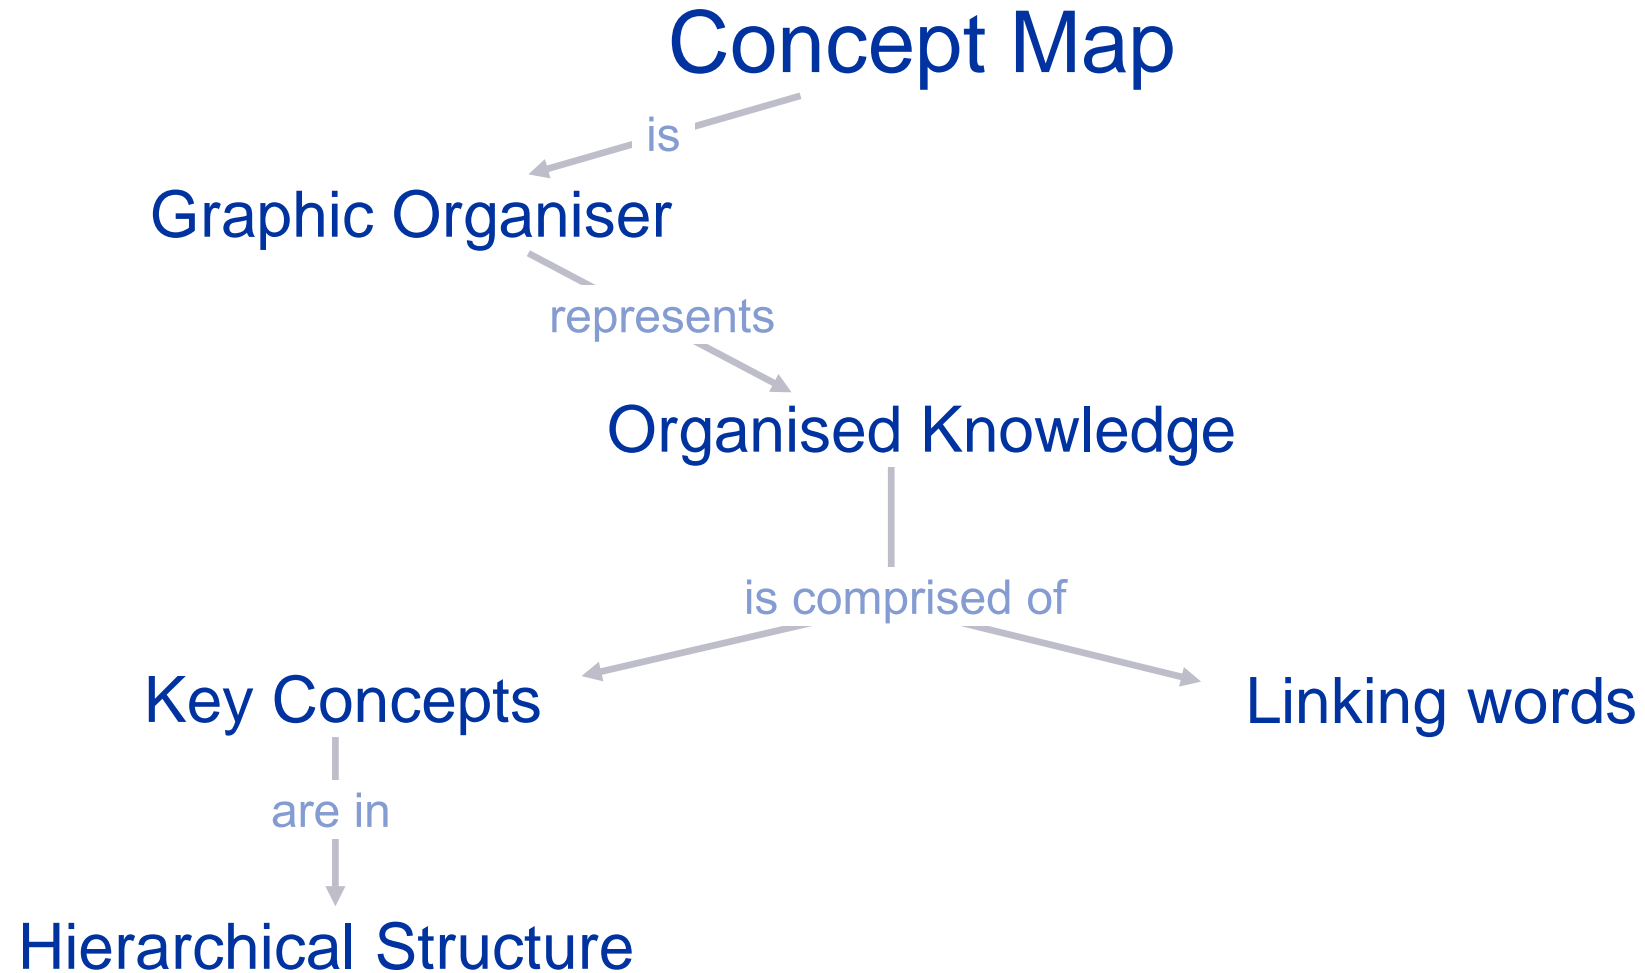 Concept Map
is
Graphic Organiser
represents
Organised Knowledge
is comprised of
Key Concepts
Linking words
are in
Hierarchical Structure